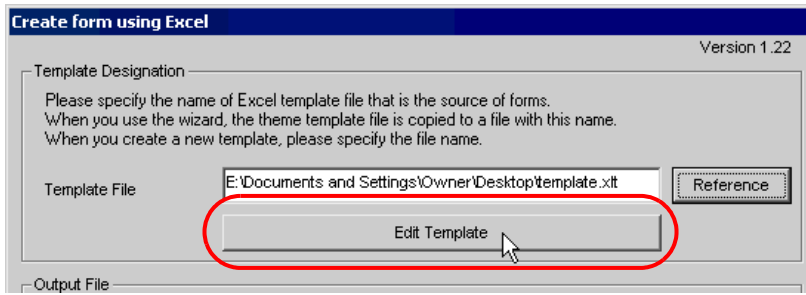 Create form using Excel
Version 1.22
Template Designation
Please specify the name of Excel template file that is the source of forms.
When you use the wizard, the theme template file is copied to a file with this name.
When you create a new template, please specify the file name.
Template File
E:\Documents and Settings\Owner\Desktop\template.xlt
Reference
Edit Template
Output File